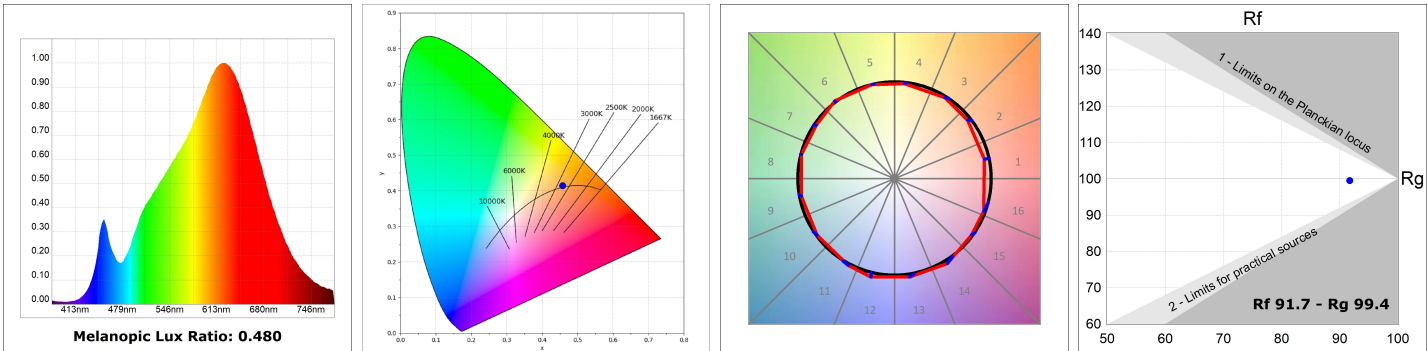 1.00
0.90
0.80
0.70
0.60
0.50
0.40
0.30
0.20
0.10
0.00
413nm 479nm 546nm 613nm 680nm 746nm
Melanopic Lux Ratio: 0.480
0.9
0.8
0.7
0.6
0.5
0.4
0.3
0.2
0.1
0.0
y
0.0 0.1 0.2 0.3 0.4 0.5 0.6 0.7 0.8
x
10000K
6000K
4000K
3000K
2500K
2000K
1667K
1
2
3
4
5
6
7
8
9
10
11
12
13
14
15
16
Rf
140
130
120
110
100
90
80
70
60
Rg
1 - Limits on the Planckian locus
2 - Limits for practical sources
Rf 91.7 - Rg 99.4
50 60 70 80 90 100